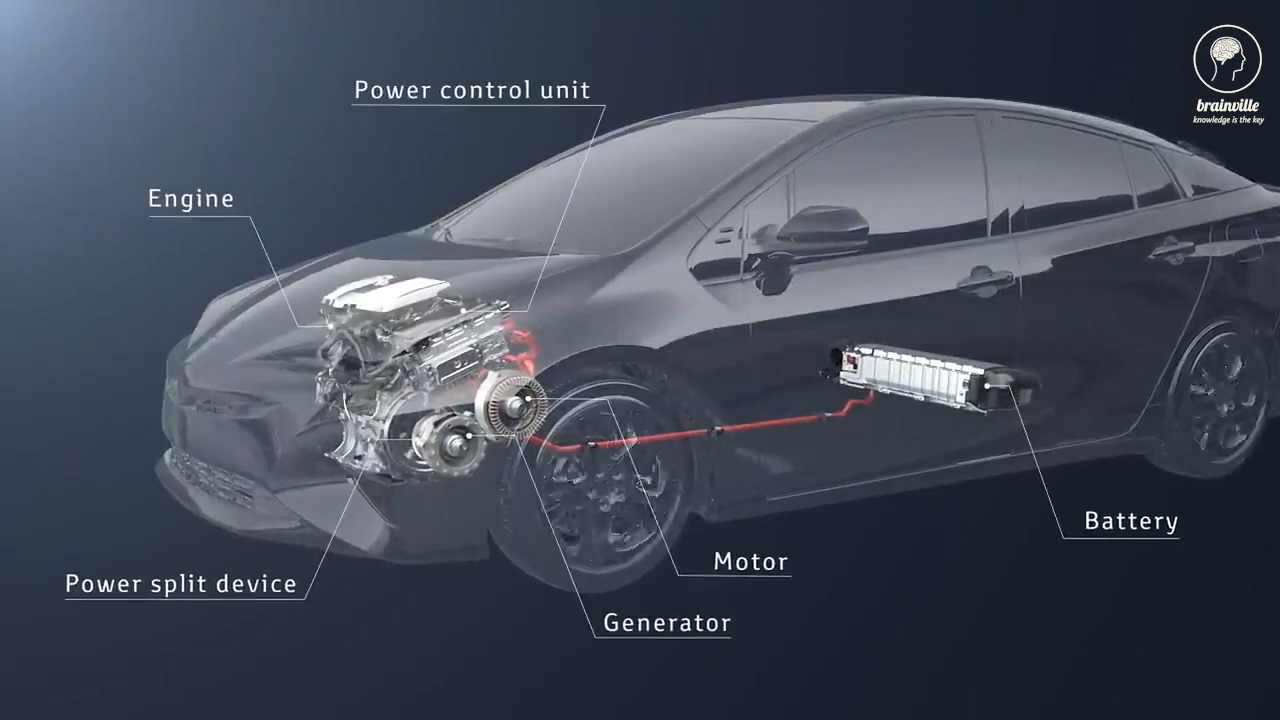 brainville
knowledge is the key
Power control unit
Engine
Battery
Motor
Power split device
Generator